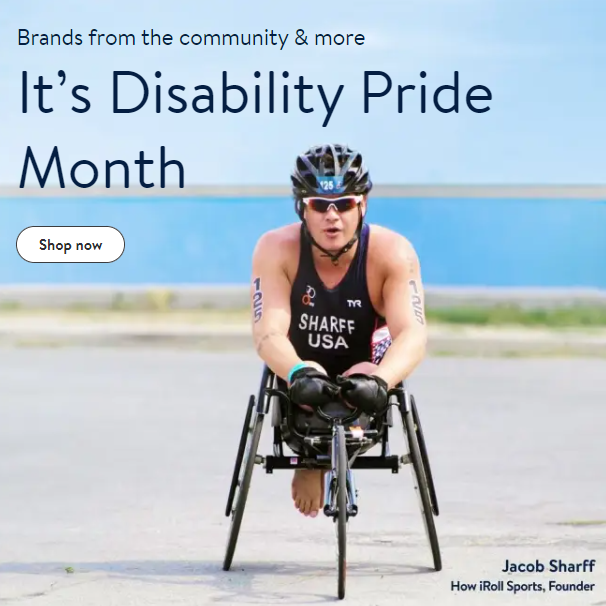 Brands from the community & more
It’s Disability Pride
Month
Shop now
125
125
125
TYR
SHARFF
USA
Jacob Sharff
How iRoll Sports, Founder